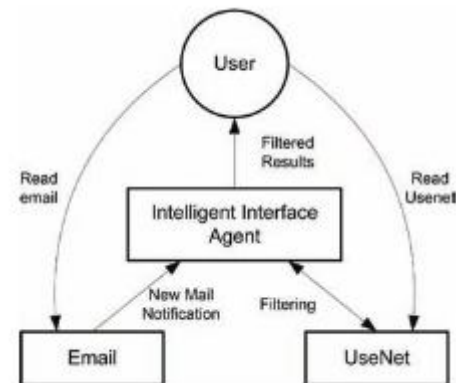 User
Filtered
Results
Read
email
Read
Usenet
Intelligent Interface
Agent
New Mail
Notification
Filtering
Email
UseNet